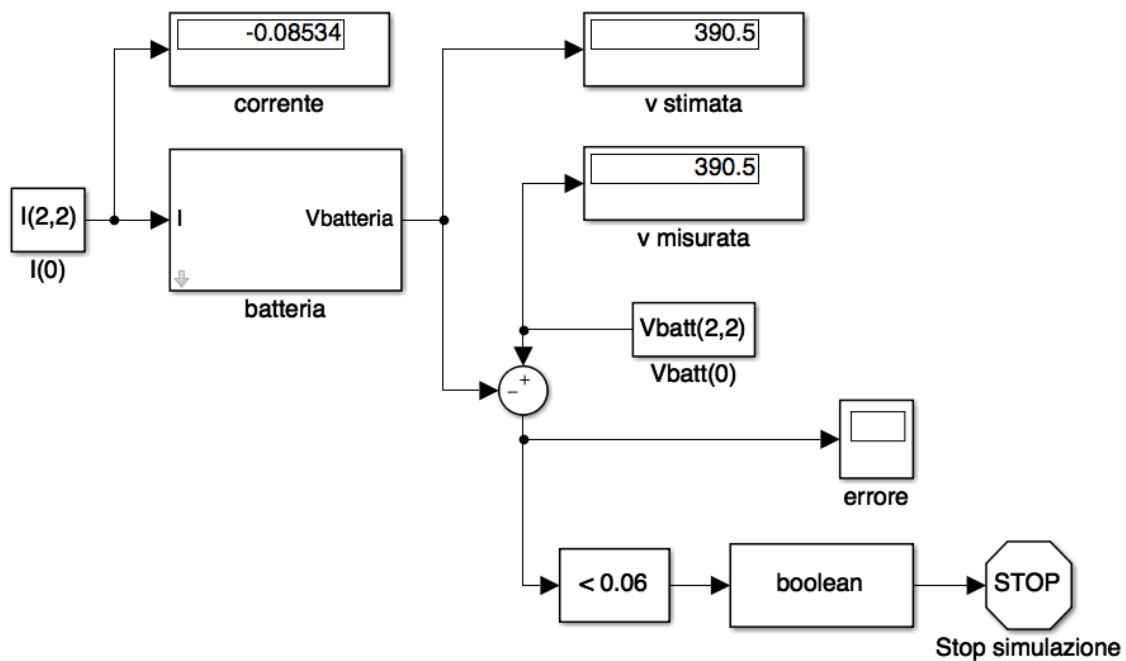 -0.08534
corrente
390.5
v stimata
I(2,2)
I(0)
I
Vbatteria
batteria
390.5
v misurata
Vbatt(2,2)
Vbatt(0)
+
−
errore
< 0.06
boolean
STOP
Stop simulazione